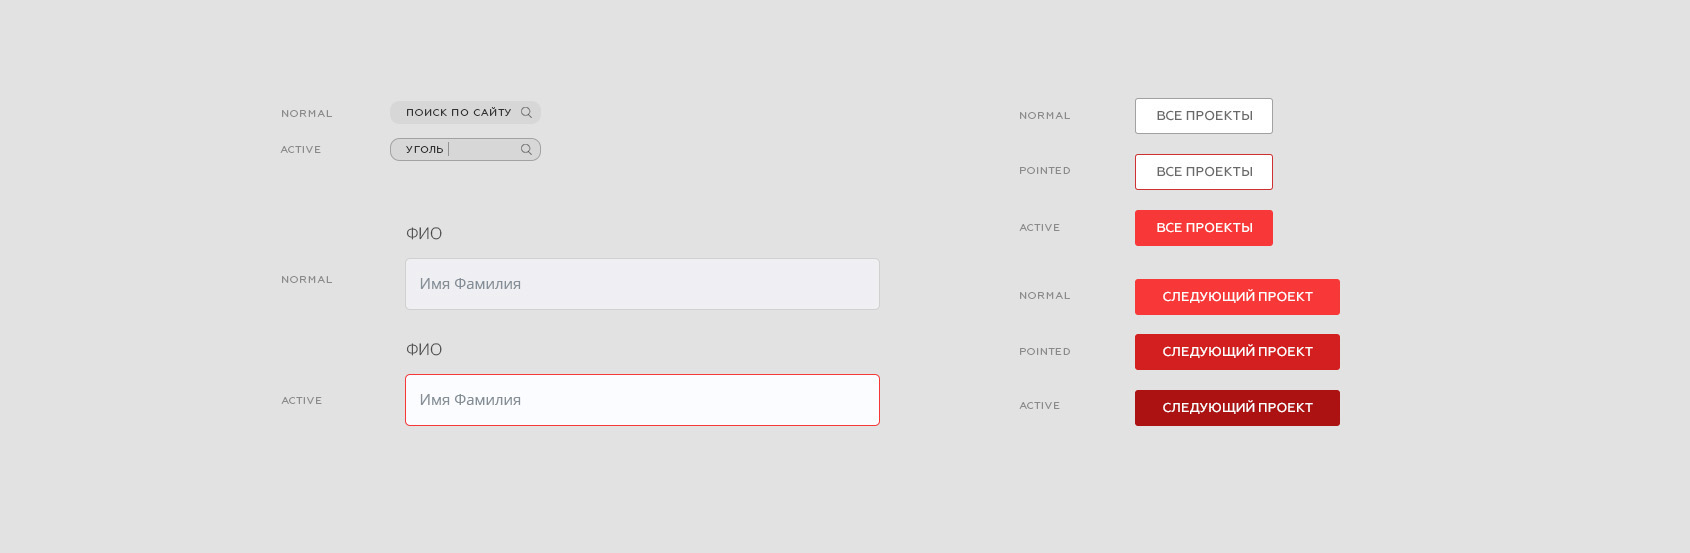 NORMAL ПОИСК ПО САЙТУ
ACTIVE УГОЛЬ
ФИО
NORMAL Имя Фамилия
ФИО
ACTIVE Имя Фамилия
NORMAL ВСЕ ПРОЕКТЫ
POINTED ВСЕ ПРОЕКТЫ
ACTIVE ВСЕ ПРОЕКТЫ
NORMAL СЛЕДУЮЩИЙ ПРОЕКТ
POINTED СЛЕДУЮЩИЙ ПРОЕКТ
ACTIVE СЛЕДУЮЩИЙ ПРОЕКТ